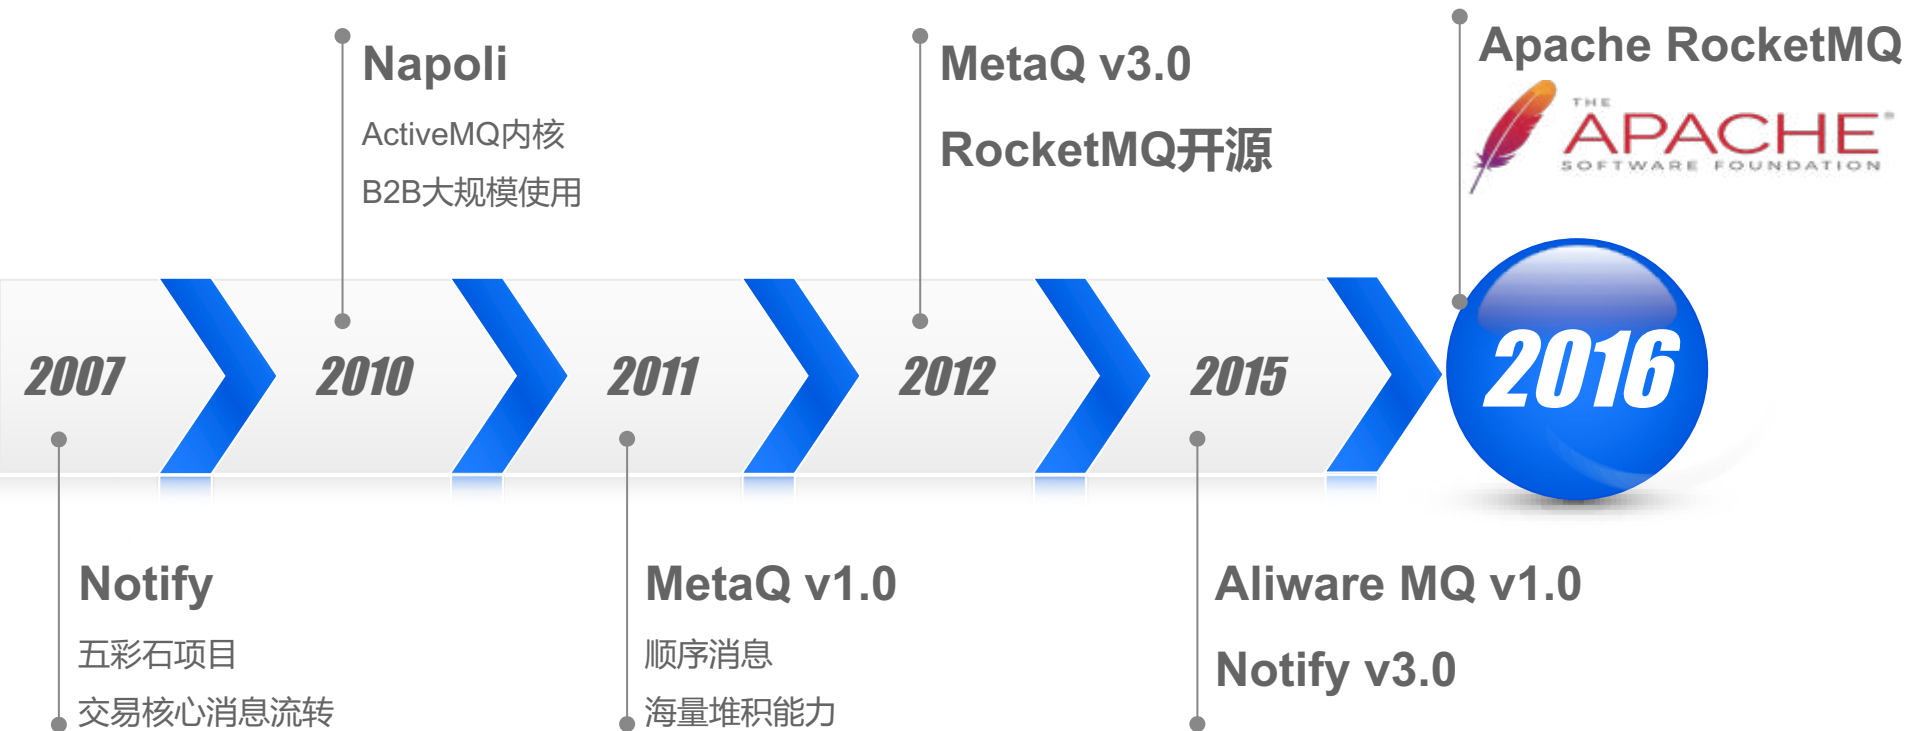 Napoli
ActiveMQ内核
B2B大规模使用
MetaQ v3.0
RocketMQ开源
Apache RocketMQ
THE
APACHE®
SOFTWARE FOUNDATION
2007
2010
2011
2012
2015
2016
Notify
五彩石项目
交易核心消息流转
MetaQ v1.0
顺序消息
海量堆积能力
Aliware MQ v1.0
Notify v3.0